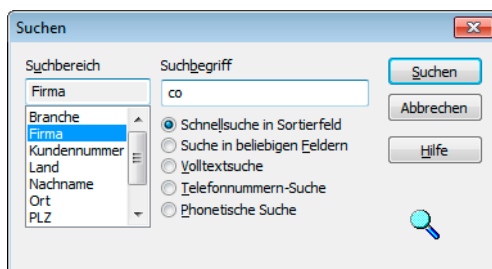 Suchen
Suchbereich
Suchbegriff
Firma
co
Suchen
Abbrechen
Hilfe
Branche
Firma
Kundennummer
Land
Nachname
Ort
PLZ
Schnellsuche in Sortierfeld
Suche in beliebigen Feldern
Volltextsuche
Telefonnummern-Suche
Phonetische Suche